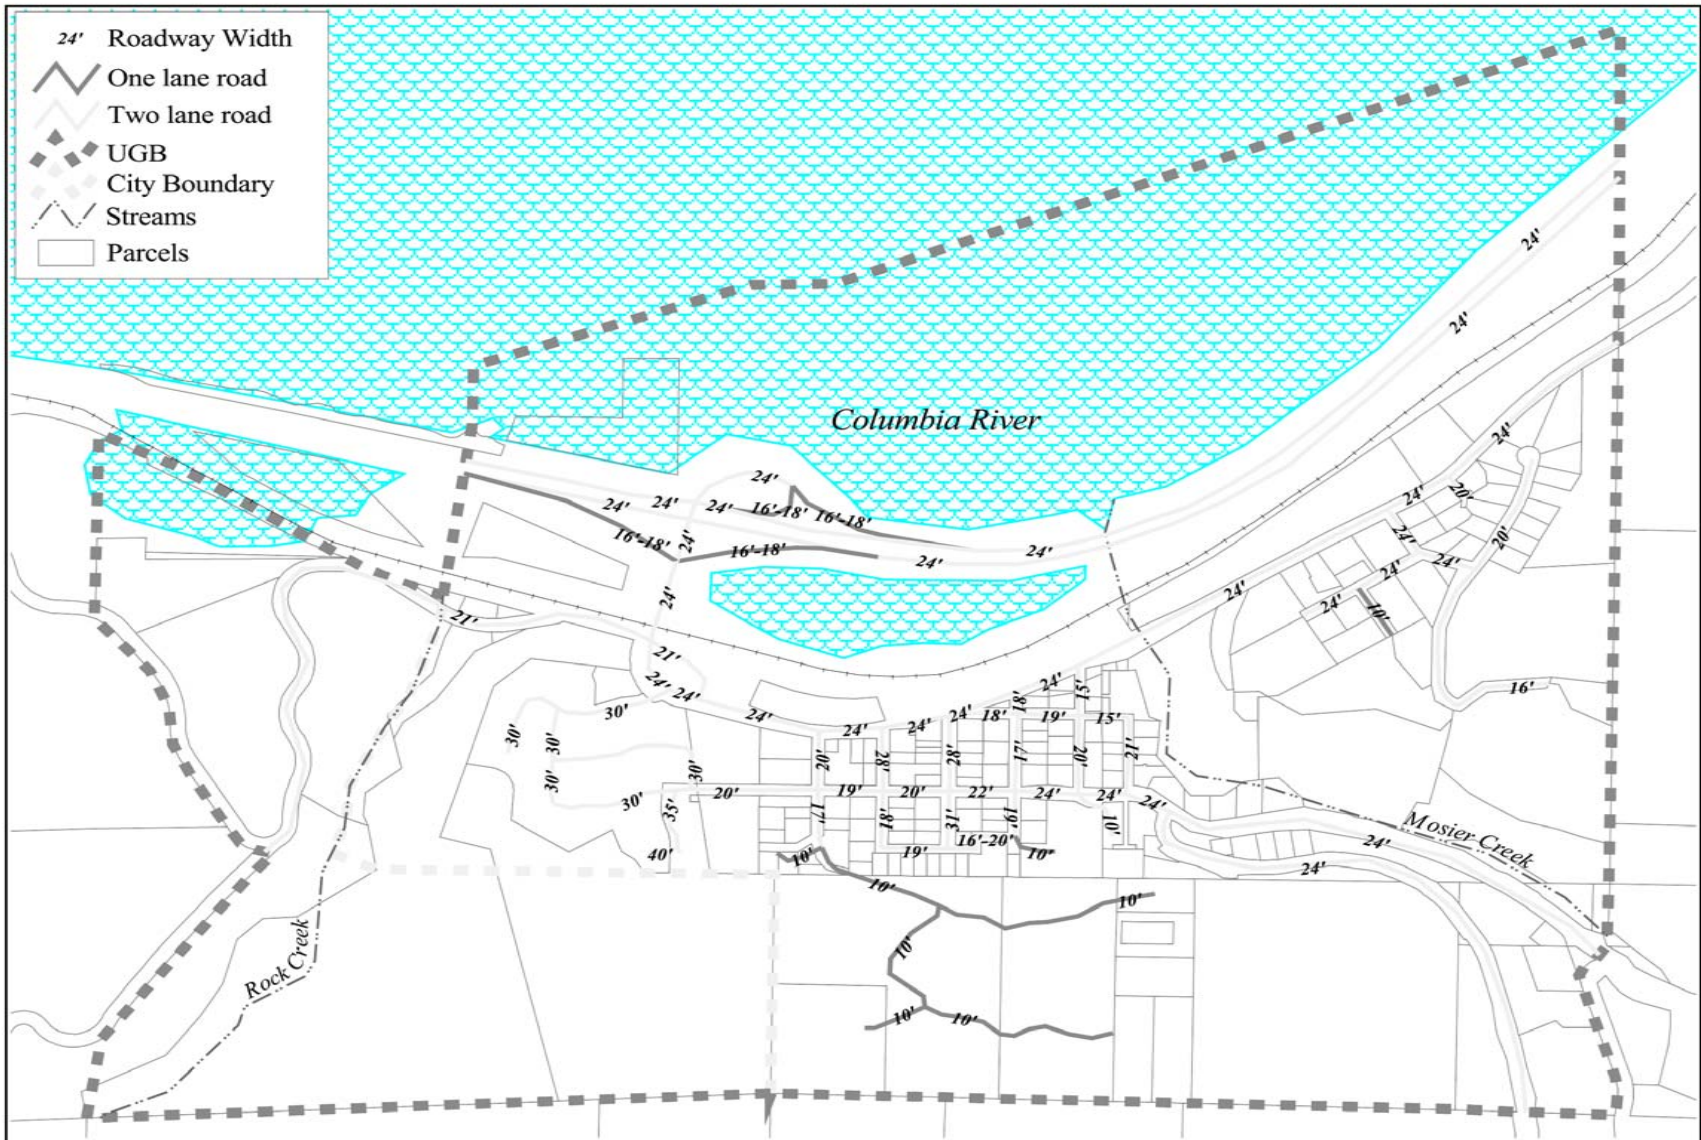 24' Roadway Width
One lane road
Two lane road
UGB
City Boundary
Streams
Parcels
24'
24'
Columbia River
24'
24'
24' 24' 24' 16'-18' 16'-18'
24' 20'
16'-18' 24' 16'-18' 24' 24'
24' 20'
24' 24'
24' 24' 24' 10'
21'
21'
24' 24' 24' 15' 16'
30' 24' 24' 24' 24' 18' 18' 19' 15'
30' 30' 20' 28' 28' 17' 20' 12'
30' 30'
30' 20' 19' 20' 22' 24' 24' 24'
35' 17' 18' 31' 19' 10'
Mosier Creek
40' 10' 19' 16'-20' 10' 24'
24'
10' 10'
Rock Creek
10'
10' 10'